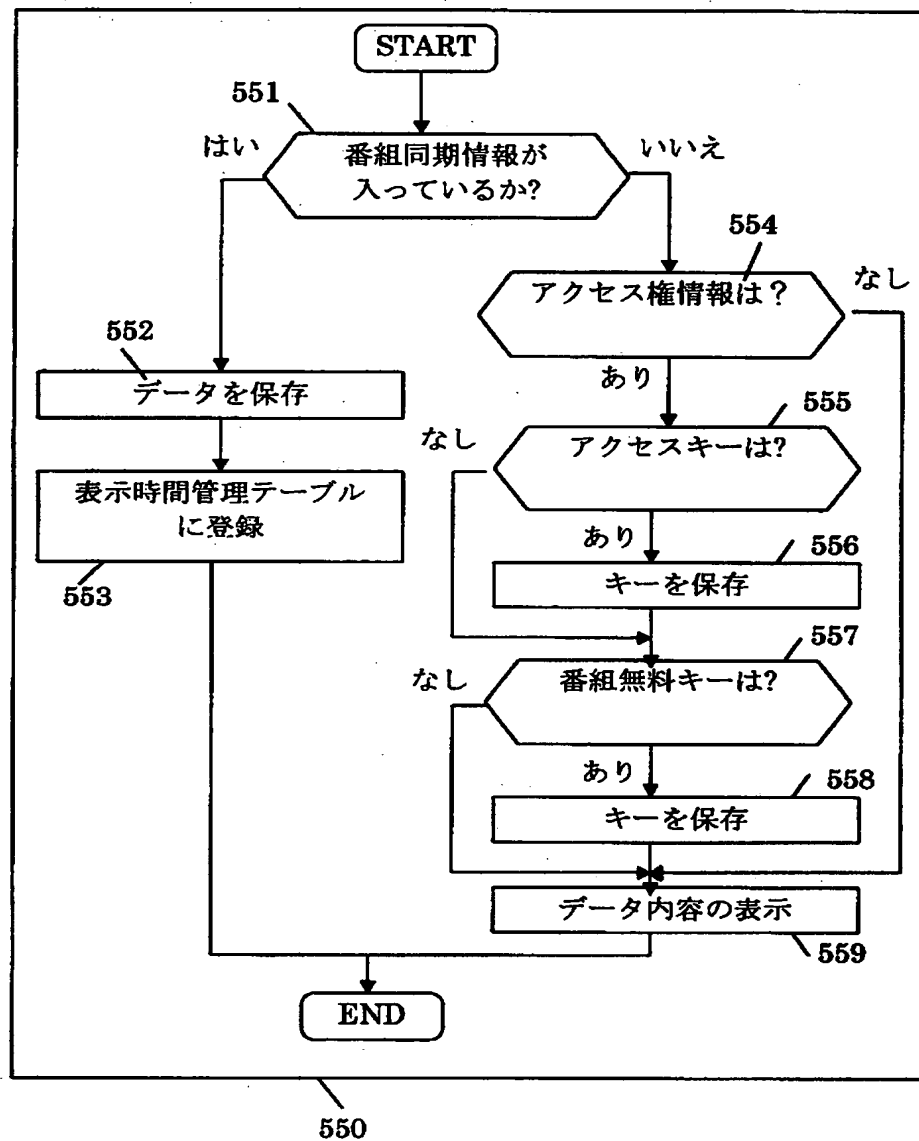 START
551
はい
番組同期情報が
入っているか?
いいえ
554
アクセス権情報は?
なし
552
データを保存
あり
555
なし
アクセスキーは?
表示時間管理テーブル
に登録
553
あり
556
キーを保存
557
なし
番組無料キーは?
あり
558
キーを保存
データ内容の表示
559
END
550